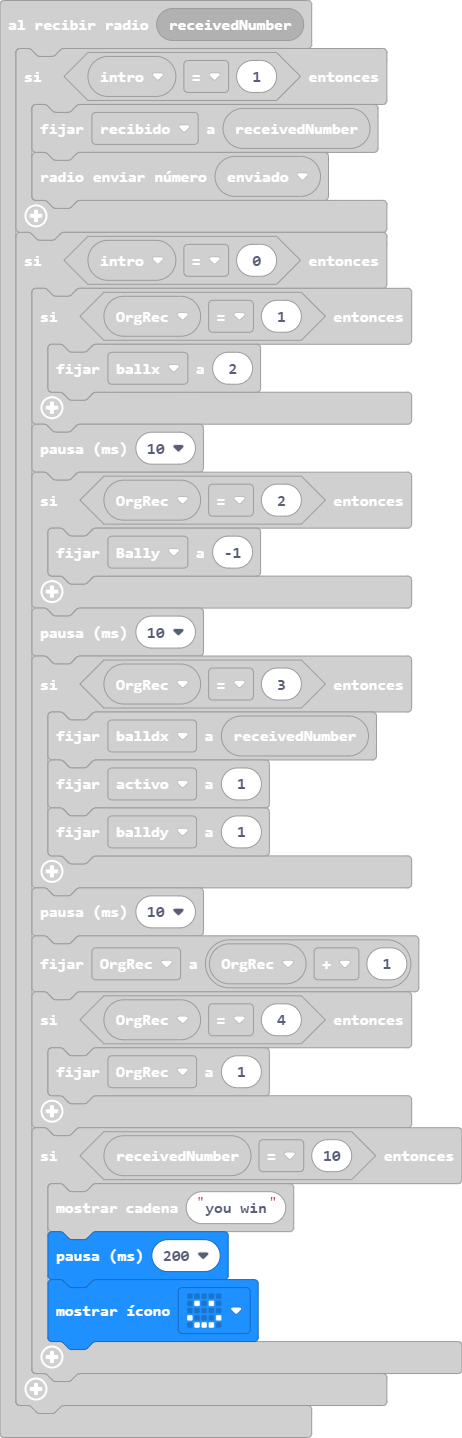 al recibir radio receivedNumber
si intro = 1 entonces
fijar recibido a receivedNumber
radio enviar número enviado
si intro = 0 entonces
si OrgRec = 1 entonces
fijar ballx a 2
pausa (ms) 10
si OrgRec = 2 entonces
fijar Bally a -1
pausa (ms) 10
si OrgRec = 3 entonces
fijar balldx a receivedNumber
fijar activo a 1
fijar balldy a 1
pausa (ms) 10
fijar OrgRec a OrgRec + 1
si OrgRec = 4 entonces
fijar OrgRec a 1
si receivedNumber = 10 entonces
mostrar cadena "you win"
pausa (ms) 200
mostrar ícono